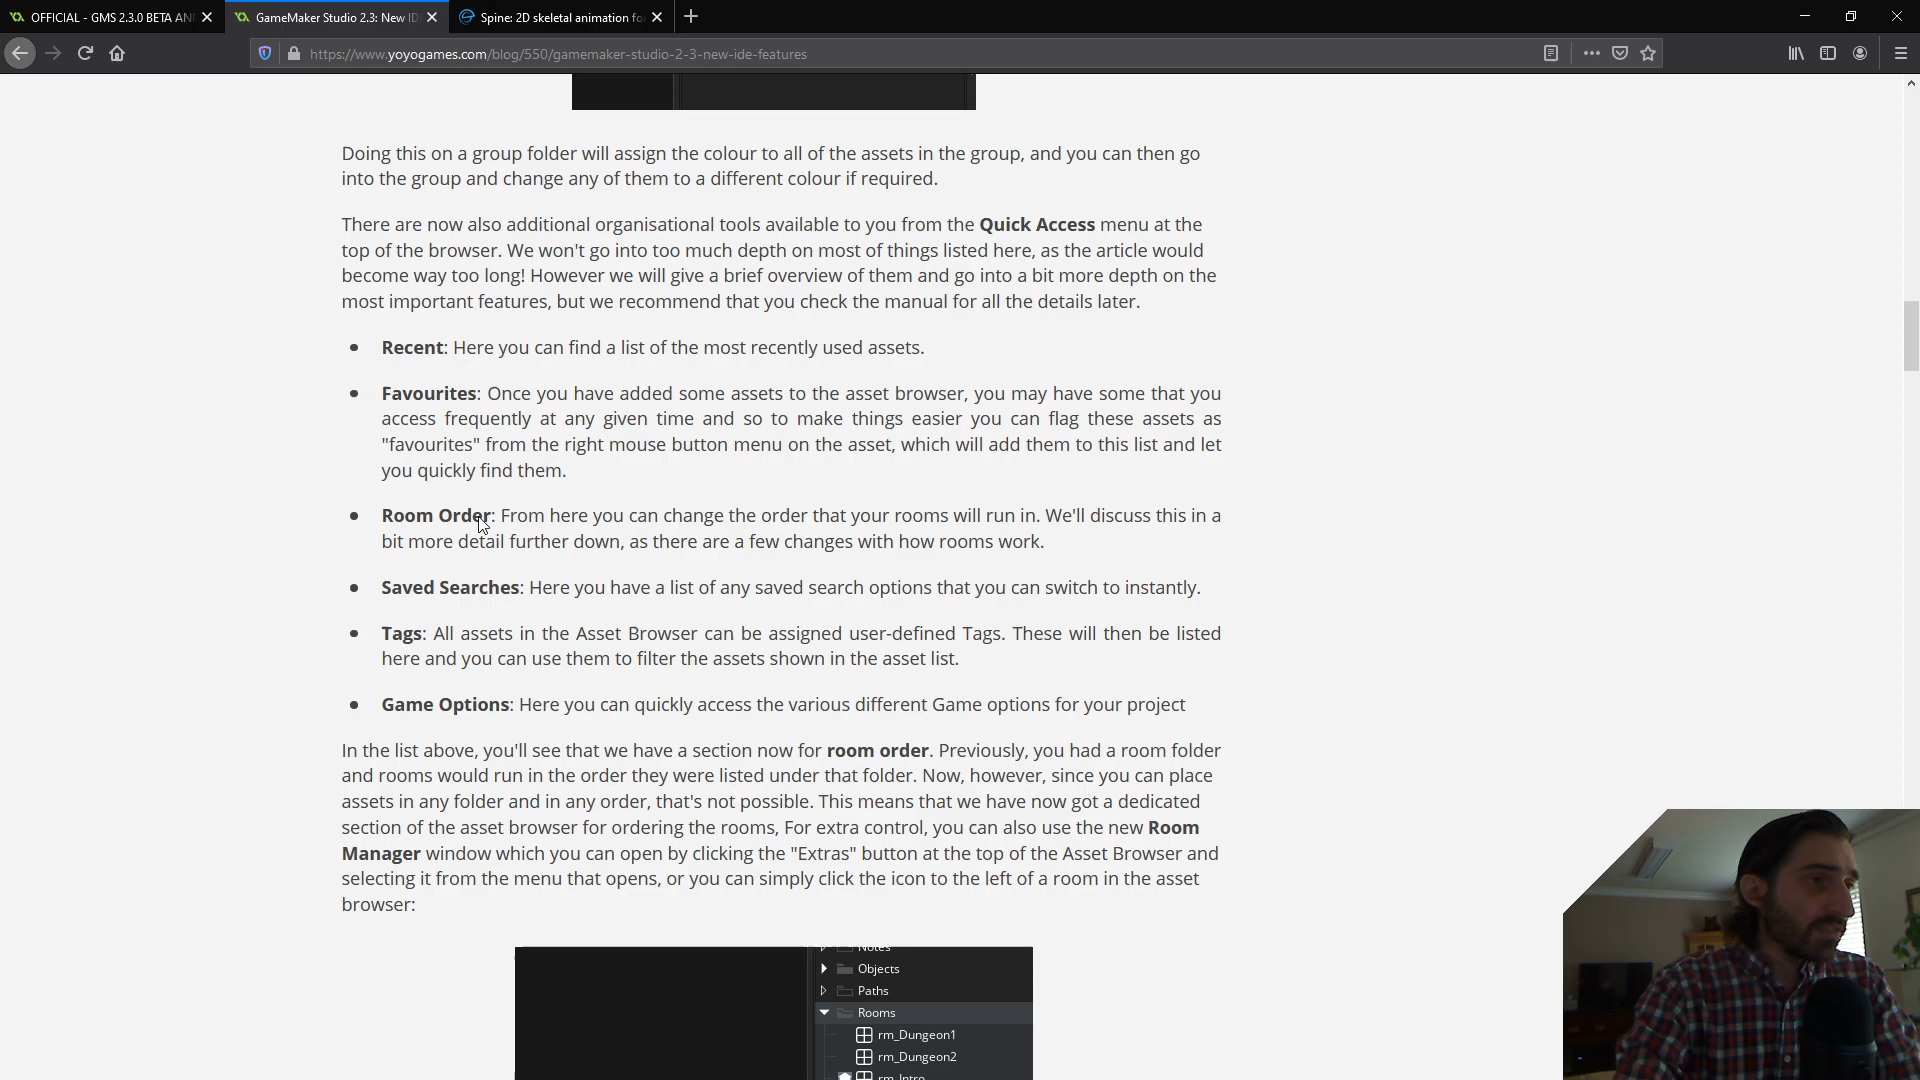 OFFICIAL - GMS 2.3.0 BETA AN
GameMaker Studio 2.3: New ID
Spine: 2D skeletal animation fo
https://www.yoyogames.com/blog/550/gamemaker-studio-2-3-new-ide-features
Doing this on a group folder will assign the colour to all of the assets in the group, and you can then go
into the group and change any of them to a different colour if required.
There are now also additional organisational tools available to you from the Quick Access menu at the
top of the browser. We won't go into too much depth on most of things listed here, as the article would
become way too long! However we will give a brief overview of them and go into a bit more depth on the
most important features, but we recommend that you check the manual for all the details later.
Recent: Here you can find a list of the most recently used assets.
Favourites: Once you have added some assets to the asset browser, you may have some that you
access frequently at any given time and so to make things easier you can flag these assets as
"favourites" from the right mouse button menu on the asset, which will add them to this list and let
you quickly find them.
Room Order: From here you can change the order that your rooms will run in. We'll discuss this in a
bit more detail further down, as there are a few changes with how rooms work.
Saved Searches: Here you have a list of any saved search options that you can switch to instantly.
Tags: All assets in the Asset Browser can be assigned user-defined Tags. These will then be listed
here and you can use them to filter the assets shown in the asset list.
Game Options: Here you can quickly access the various different Game options for your project
In the list above, you'll see that we have a section now for room order. Previously, you had a room folder
and rooms would run in the order they were listed under that folder. Now, however, since you can place
assets in any folder and in any order, that's not possible. This means that we have now got a dedicated
section of the asset browser for ordering the rooms, For extra control, you can also use the new Room
Manager window which you can open by clicking the "Extras" button at the top of the Asset Browser and
selecting it from the menu that opens, or you can simply click the icon to the left of a room in the asset
browser:
Notes
Objects
Paths
Rooms
rm_Dungeon1
rm_Dungeon2
rm_Intro